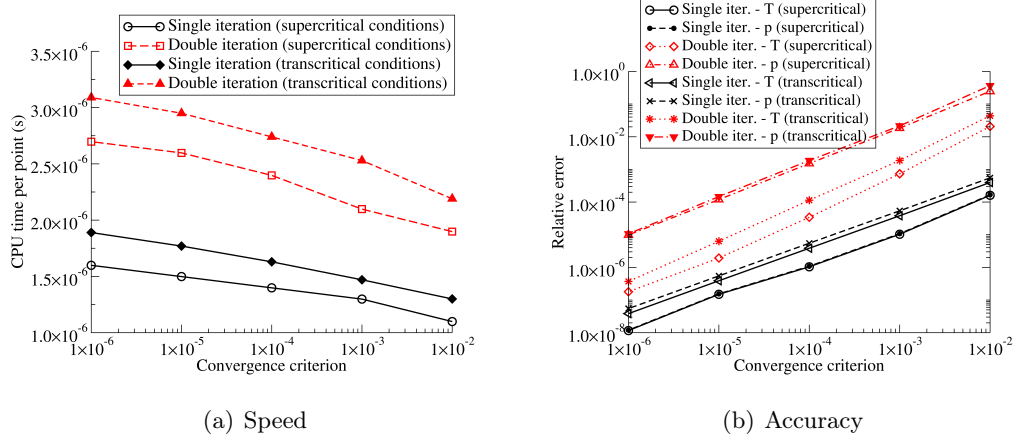 Single iteration (supercritical conditions)
Double iteration (supercritical conditions)
Single iteration (transcritical conditions)
Double iteration (transcritical conditions)
3.5×10-6
3.0×10-6
2.5×10-6
2.0×10-6
1.5×10-6
1.0×10-6
CPU time per point (s)
1×10-6 1×10-5 1×10-4 1×10-3 1×10-2
Convergence criterion
(a) Speed
Single iter. - T (supercritical)
Single iter. - p (supercritical)
Double iter. - T (supercritical)
Double iter. - p (supercritical)
Single iter. - T (transcritical)
Single iter. - p (transcritical)
Double iter. - T (transcritical)
Double iter. - p (transcritical)
1.0×100
1.0×10-2
1.0×10-4
1.0×10-6
1.0×10-8
Relative error
1×10-6 1×10-5 1×10-4 1×10-3 1×10-2
Convergence criterion
(b) Accuracy